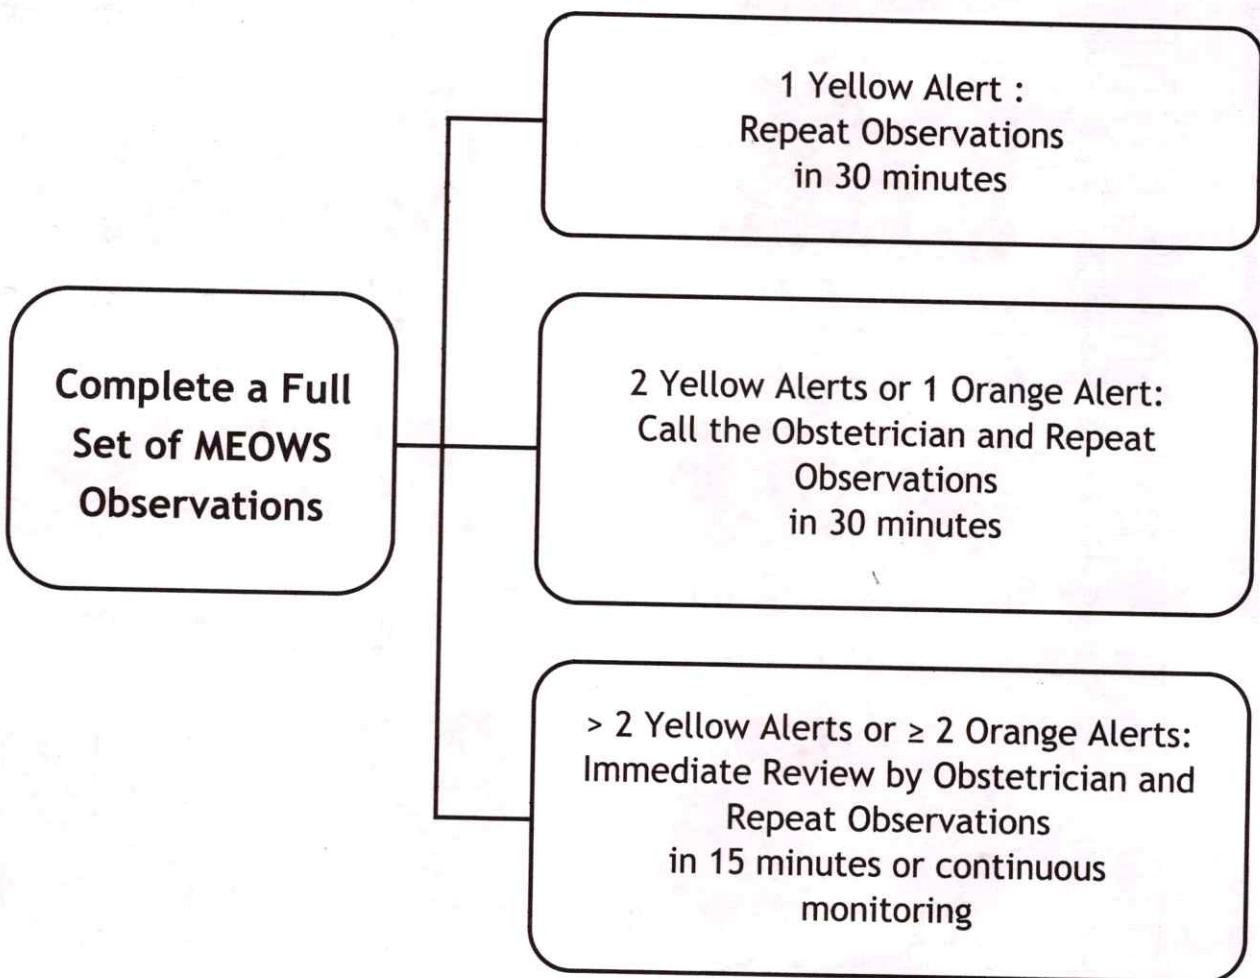 1 Yellow Alert :
Repeat Observations
in 30 minutes
Complete a Full
Set of MEOWS
Observations
2 Yellow Alerts or 1 Orange Alert:
Call the Obstetrician and Repeat
Observations
in 30 minutes
> 2 Yellow Alerts or ≥ 2 Orange Alerts:
Immediate Review by Obstetrician and
Repeat Observations
in 15 minutes or continuous
monitoring